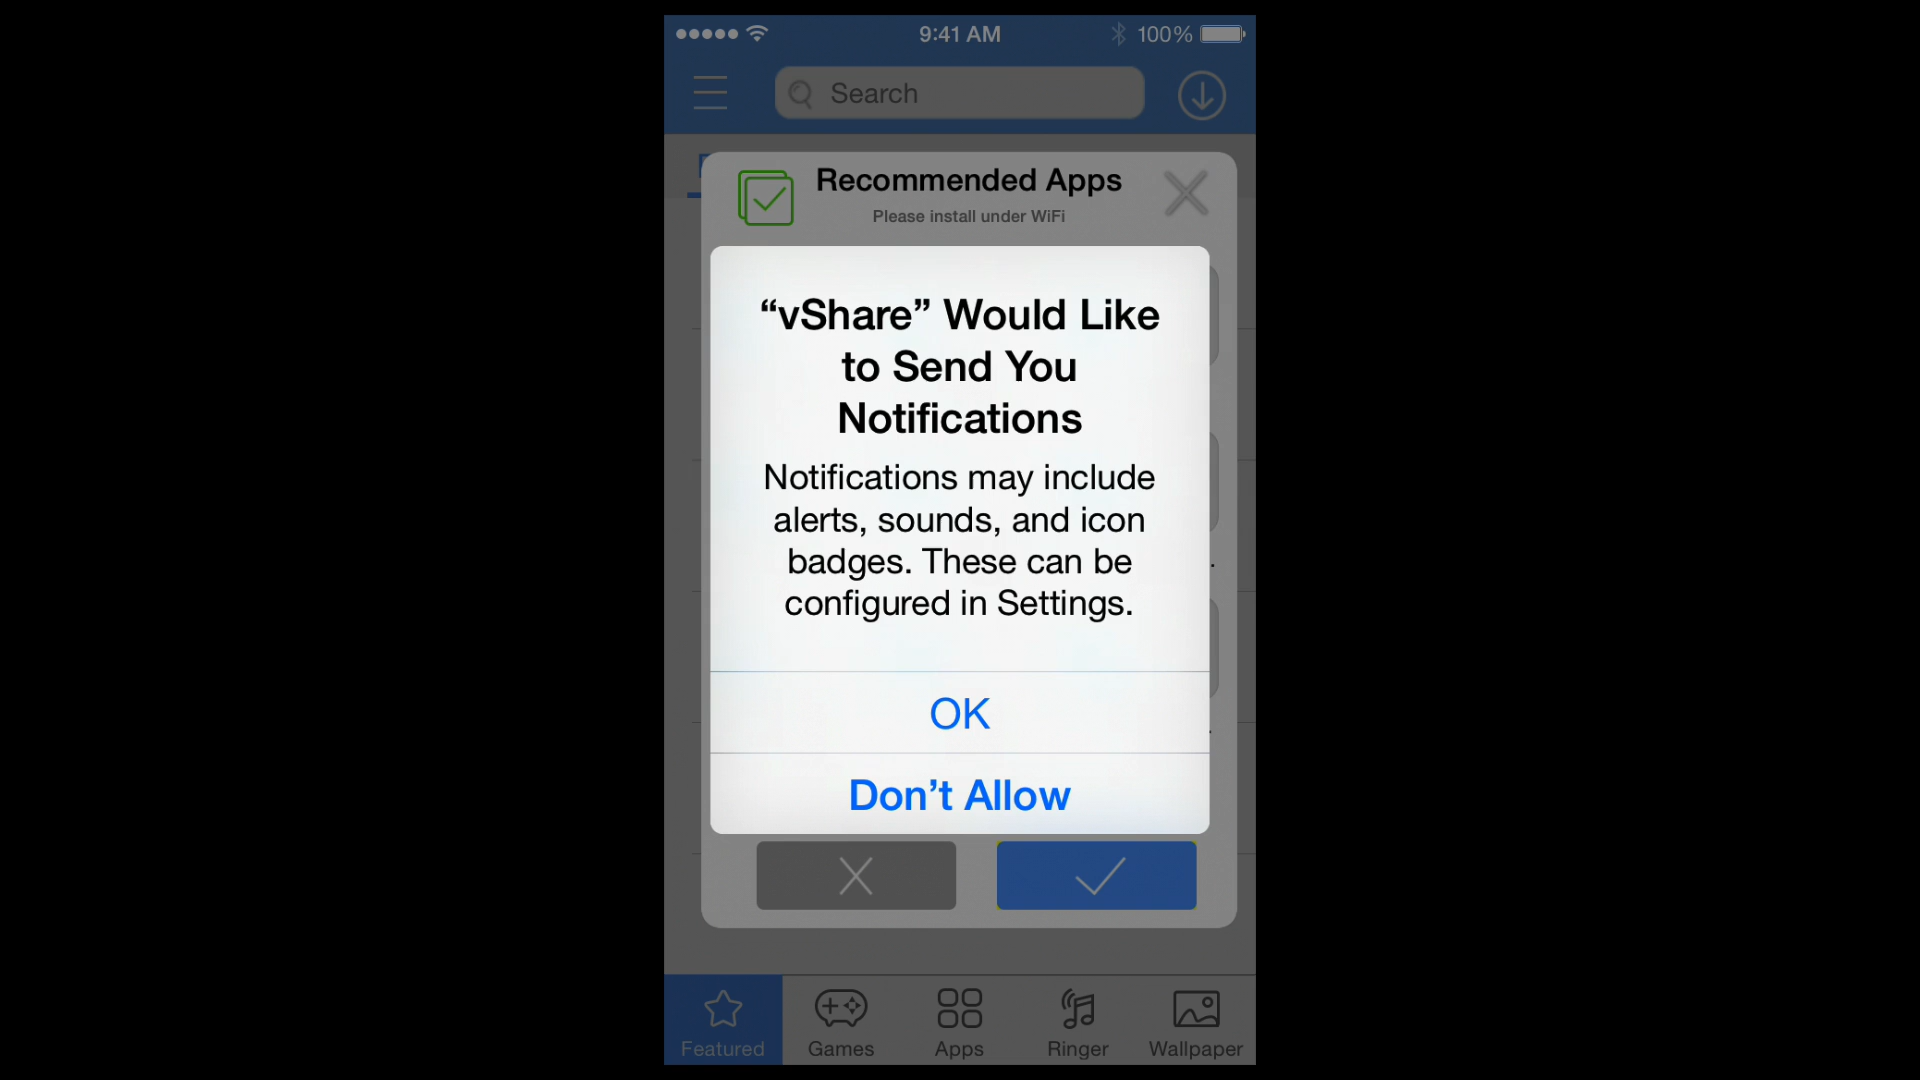 9:41 AM
100%
Search
Recommended Apps
Please install under WiFi
“vShare” Would Like
to Send You
Notifications
Notifications may include
alerts, sounds, and icon
badges. These can be
configured in Settings.
OK
Don’t Allow
Featured
Games
Apps
Ringer
Wallpaper